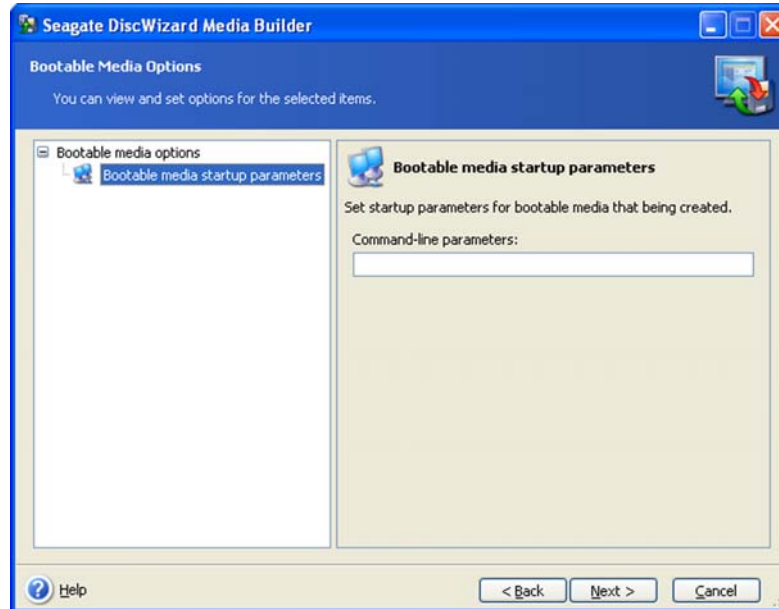 Seagate DiscWizard Media Builder
Bootable Media Options
You can view and set options for the selected items.
Bootable media options
Bootable media startup parameters
Bootable media startup parameters
Set startup parameters for bootable media that being created.
Command-line parameters:
Help
< Back
Next >
Cancel